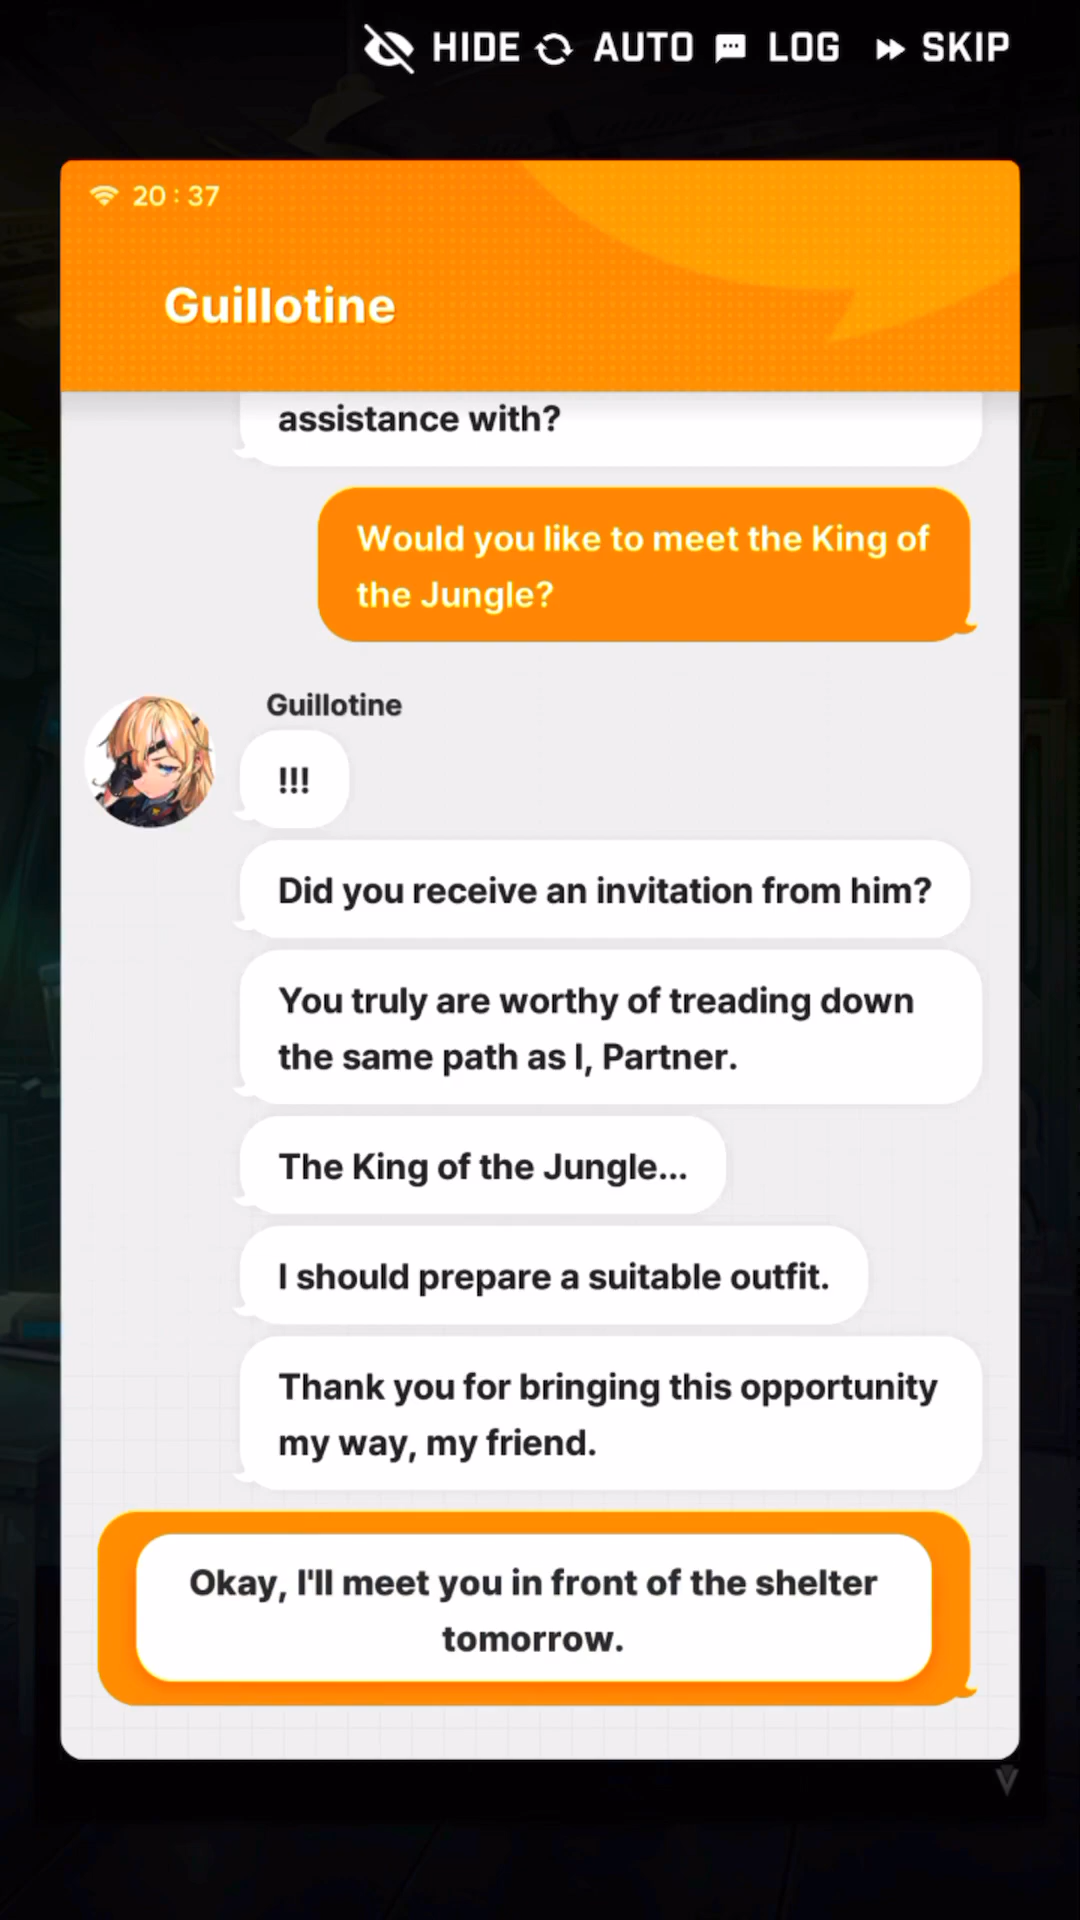 HIDE AUTO LOG SKIP
20:37
Guillotine
assistance with?
Would you like to meet the King of
the Jungle?
Guillotine
!!!
Did you receive an invitation from him?
You truly are worthy of treading down
the same path as I, Partner.
The King of the Jungle...
I should prepare a suitable outfit.
Thank you for bringing this opportunity
my way, my friend.
Okay, I'll meet you in front of the shelter
tomorrow.